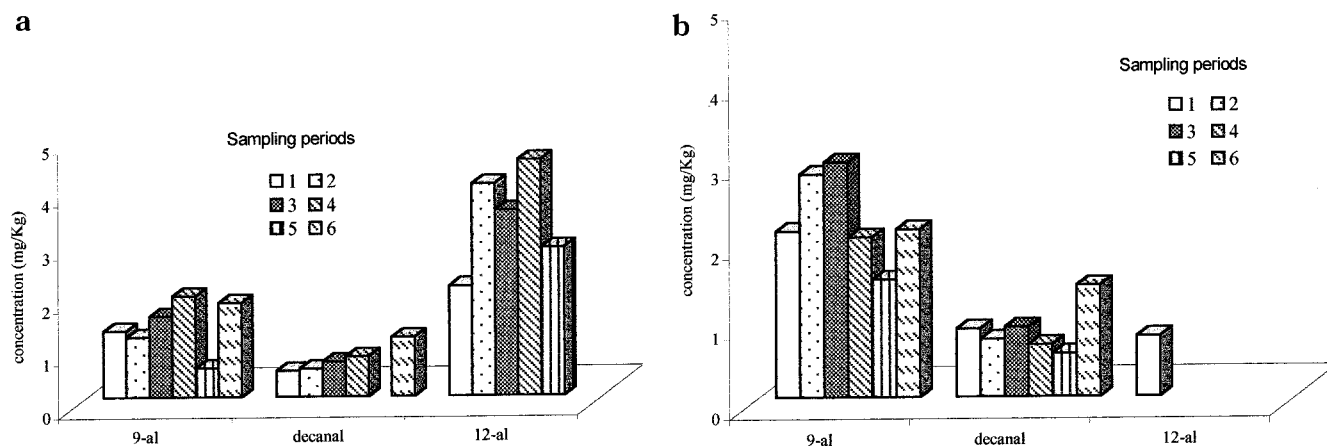 a
Sampling periods
1 2
3 4
5 6
concentration (mg/Kg)
5
4
3
2
1
0
9-al decanal 12-al
b
Sampling periods
1 2
3 4
5 6
concentration (mg/Kg)
5
4
3
2
1
0
9-al decanal 12-al